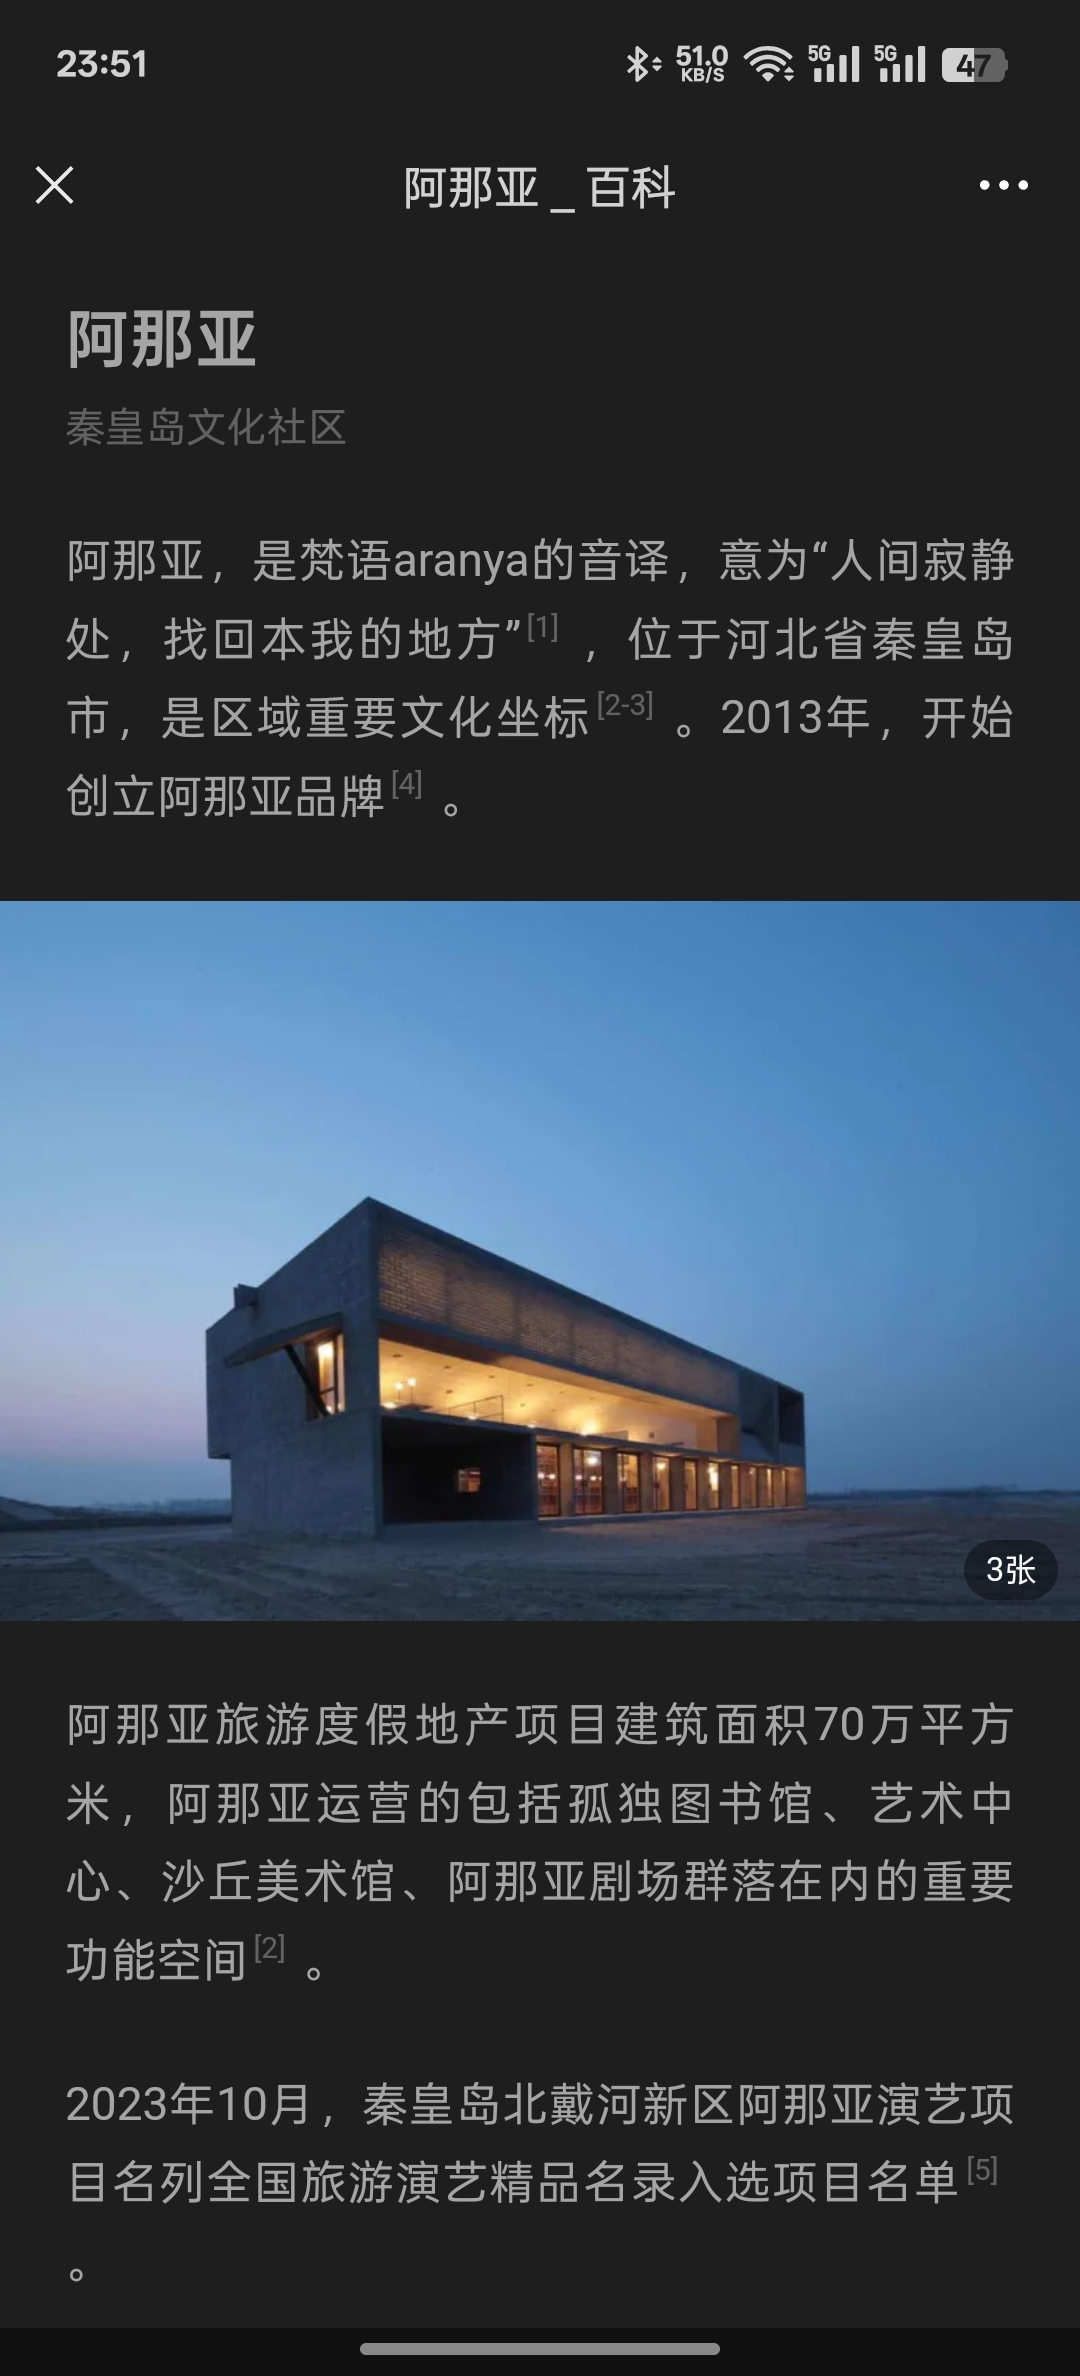 23:51
51.0
KB/S
5G
5G
47
阿那亚 _ 百科
阿那亚
秦皇岛文化社区
阿那亚，是梵语aranya的音译，意为“人间寂静
处，找回本我的地方”[1] ，位于河北省秦皇岛
市，是区域重要文化坐标[2-3] 。2013年，开始
创立阿那亚品牌[4] 。
3张
阿那亚旅游度假地产项目建筑面积70万平方
米，阿那亚运营的包括孤独图书馆、艺术中
心、沙丘美术馆、阿那亚剧场群落在内的重要
功能空间[2] 。
2023年10月，秦皇岛北戴河新区阿那亚演艺项
目名列全国旅游演艺精品名录入选项目名单[5]
。